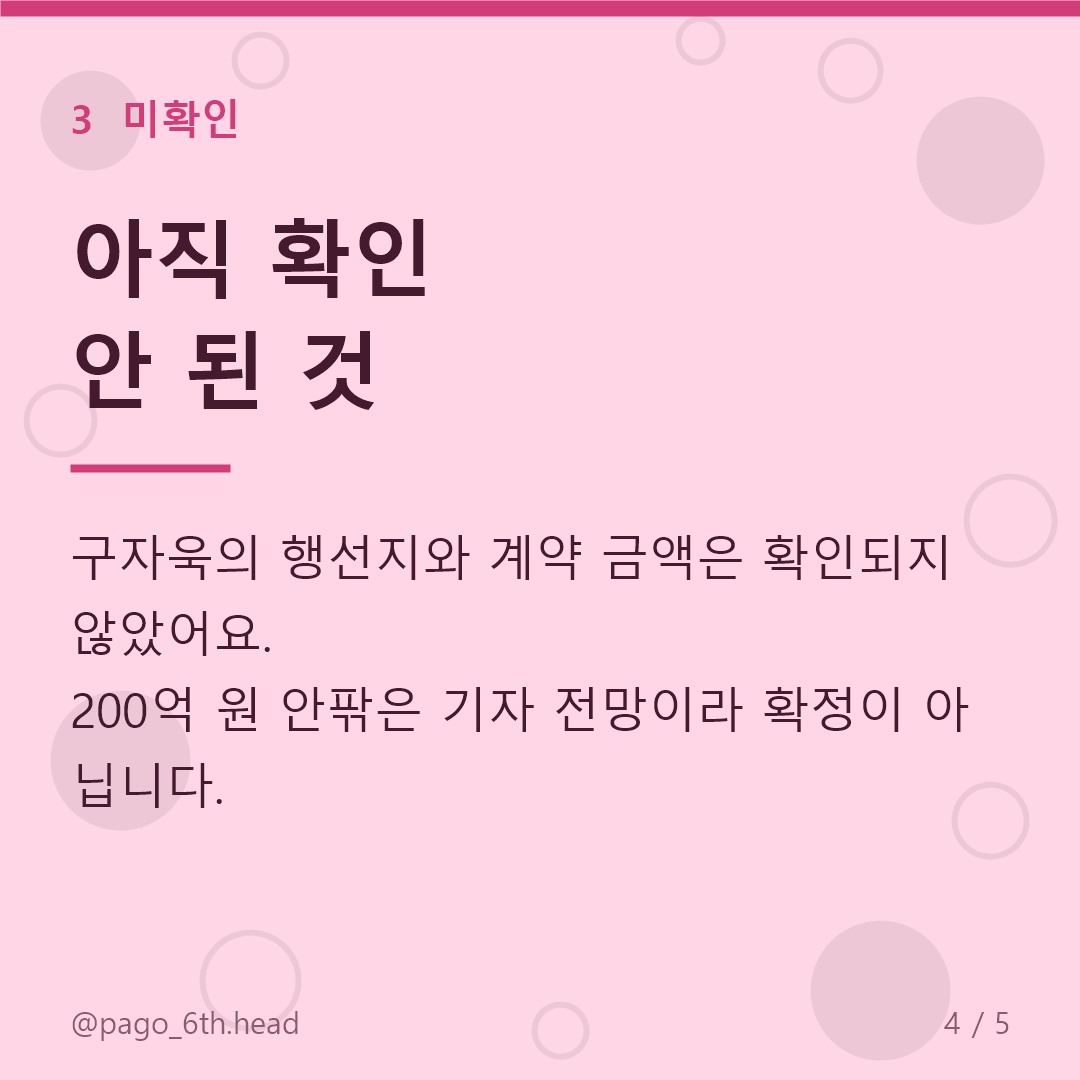 3 미확인
아직 확인
안 된 것
구자욱의 행선지와 계약 금액은 확인되지
않았어요.
200억 원 안팎은 기자 전망이라 확정이 아
닙니다.
@pago_6th.head
4 / 5